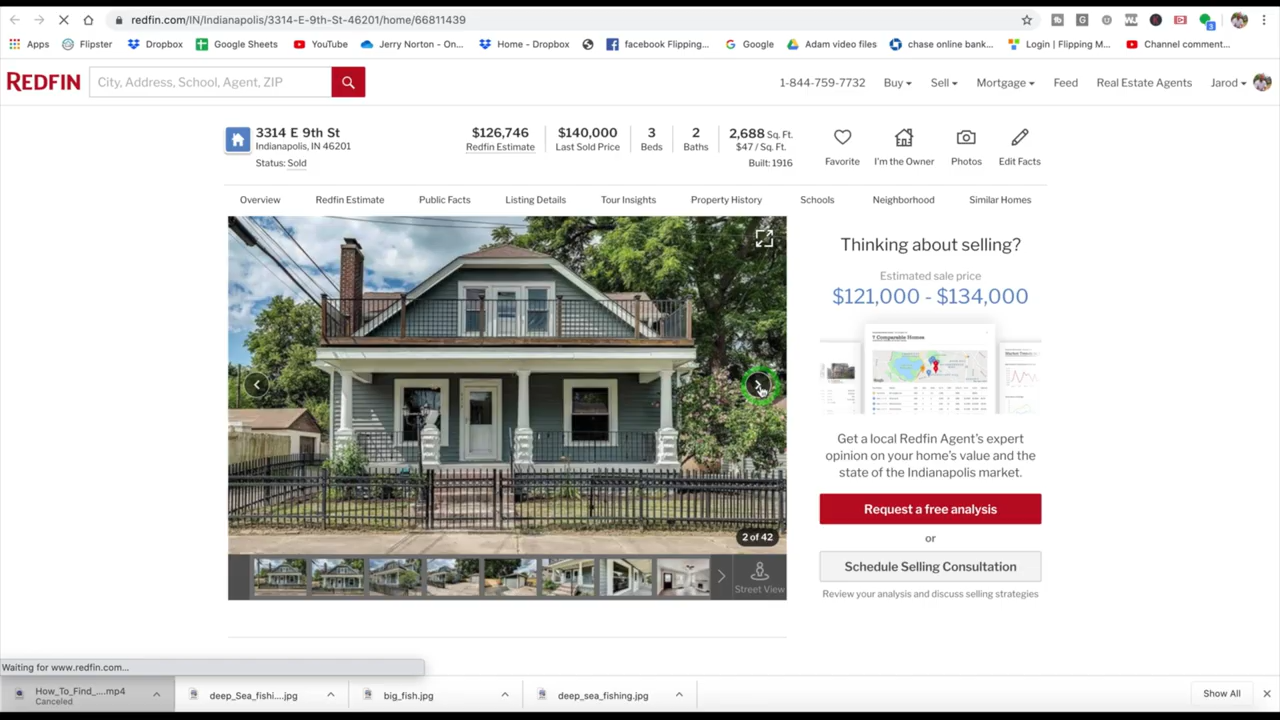 redfin.com/IN/Indianapolis/3314-E-9th-St-46201/home/66811439
Apps Flipster Dropbox Google Sheets YouTube Jerry Norton - On... Home - Dropbox facebook Flipping... Google Adam video files chase online bank... Login | Flipping M... Channel comment...
REDFIN City, Address, School, Agent, ZIP 1-844-759-7732 Buy Sell Mortgage Feed Real Estate Agents Jarod
3314 E 9th St $126,746 $140,000 3 2 2,688 Sq. Ft.
Indianapolis, IN 46201 Redfin Estimate Last Sold Price Beds Baths $47 / Sq. Ft.
Status: Sold Built: 1916 Favorite I'm the Owner Photos Edit Facts
Overview Redfin Estimate Public Facts Listing Details Tour Insights Property History Schools Neighborhood Similar Homes
Thinking about selling?
Estimated sale price
$121,000 - $134,000
7 Comparable Homes
Get a local Redfin Agent's expert
opinion on your home's value and the
state of the Indianapolis market.
Request a free analysis
2 of 42
or
Schedule Selling Consultation
Street View
Review your analysis and discuss selling strategies
Waiting for www.redfin.com...
How_To_Find_....mp4
Canceled
deep_Sea_fishi....jpg big_fish.jpg deep_sea_fishing.jpg Show All